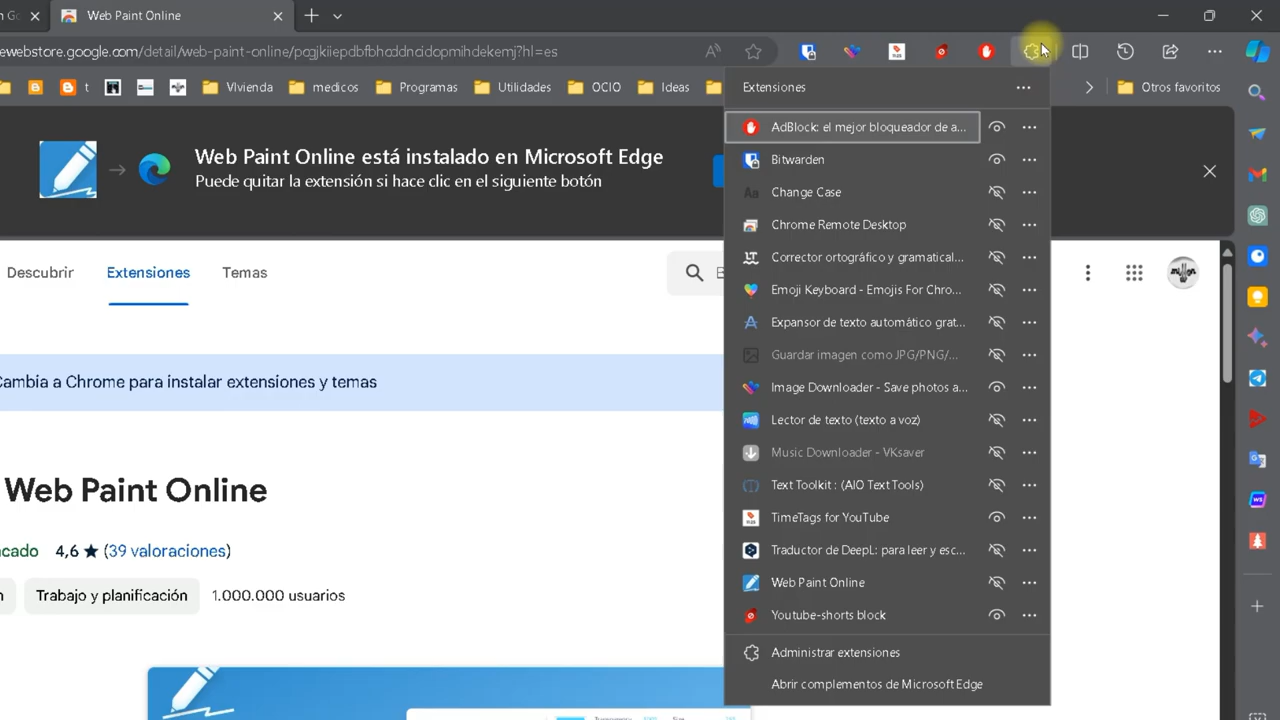 Web Paint Online
ewebstore.google.com/detail/web-paint-online/pcgjkiiepdbfbhcddncidopmihdekemj?hl=es
t
VIvienda
medicos
Programas
Utilidades
OCIO
Ideas
Otros favoritos
Web Paint Online está instalado en Microsoft Edge
Puede quitar la extensión si hace clic en el siguiente botón
Descubrir
Extensiones
Temas
Cambia a Chrome para instalar extensiones y temas
Web Paint Online
cado
4,6 ★ (39 valoraciones)
Trabajo y planificación
1.000.000 usuarios
Extensiones
AdBlock: el mejor bloqueador de a...
Bitwarden
Change Case
Chrome Remote Desktop
Corrector ortográfico y gramatical...
Emoji Keyboard - Emojis For Chro...
Expansor de texto automático grat...
Guardar imagen como JPG/PNG/...
Image Downloader - Save photos a...
Lector de texto (texto a voz)
Music Downloader - VKsaver
Text Toolkit : (AIO Text Tools)
TimeTags for YouTube
Traductor de DeepL: para leer y esc...
Web Paint Online
Youtube-shorts block
Administrar extensiones
Abrir complementos de Microsoft Edge